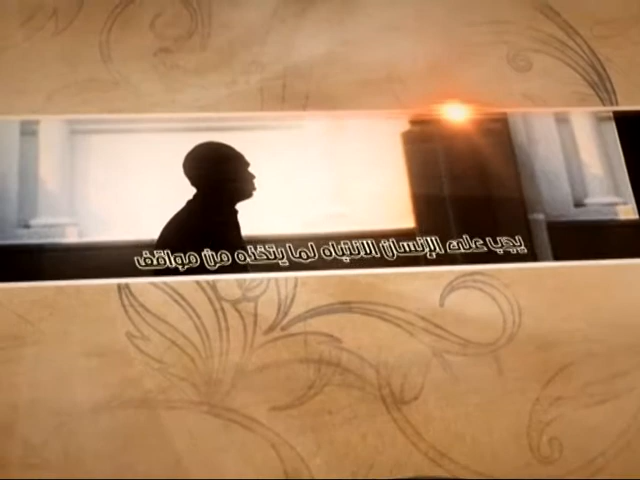 يجب على الإنسان الانتباه لما يتخذه من مواقف